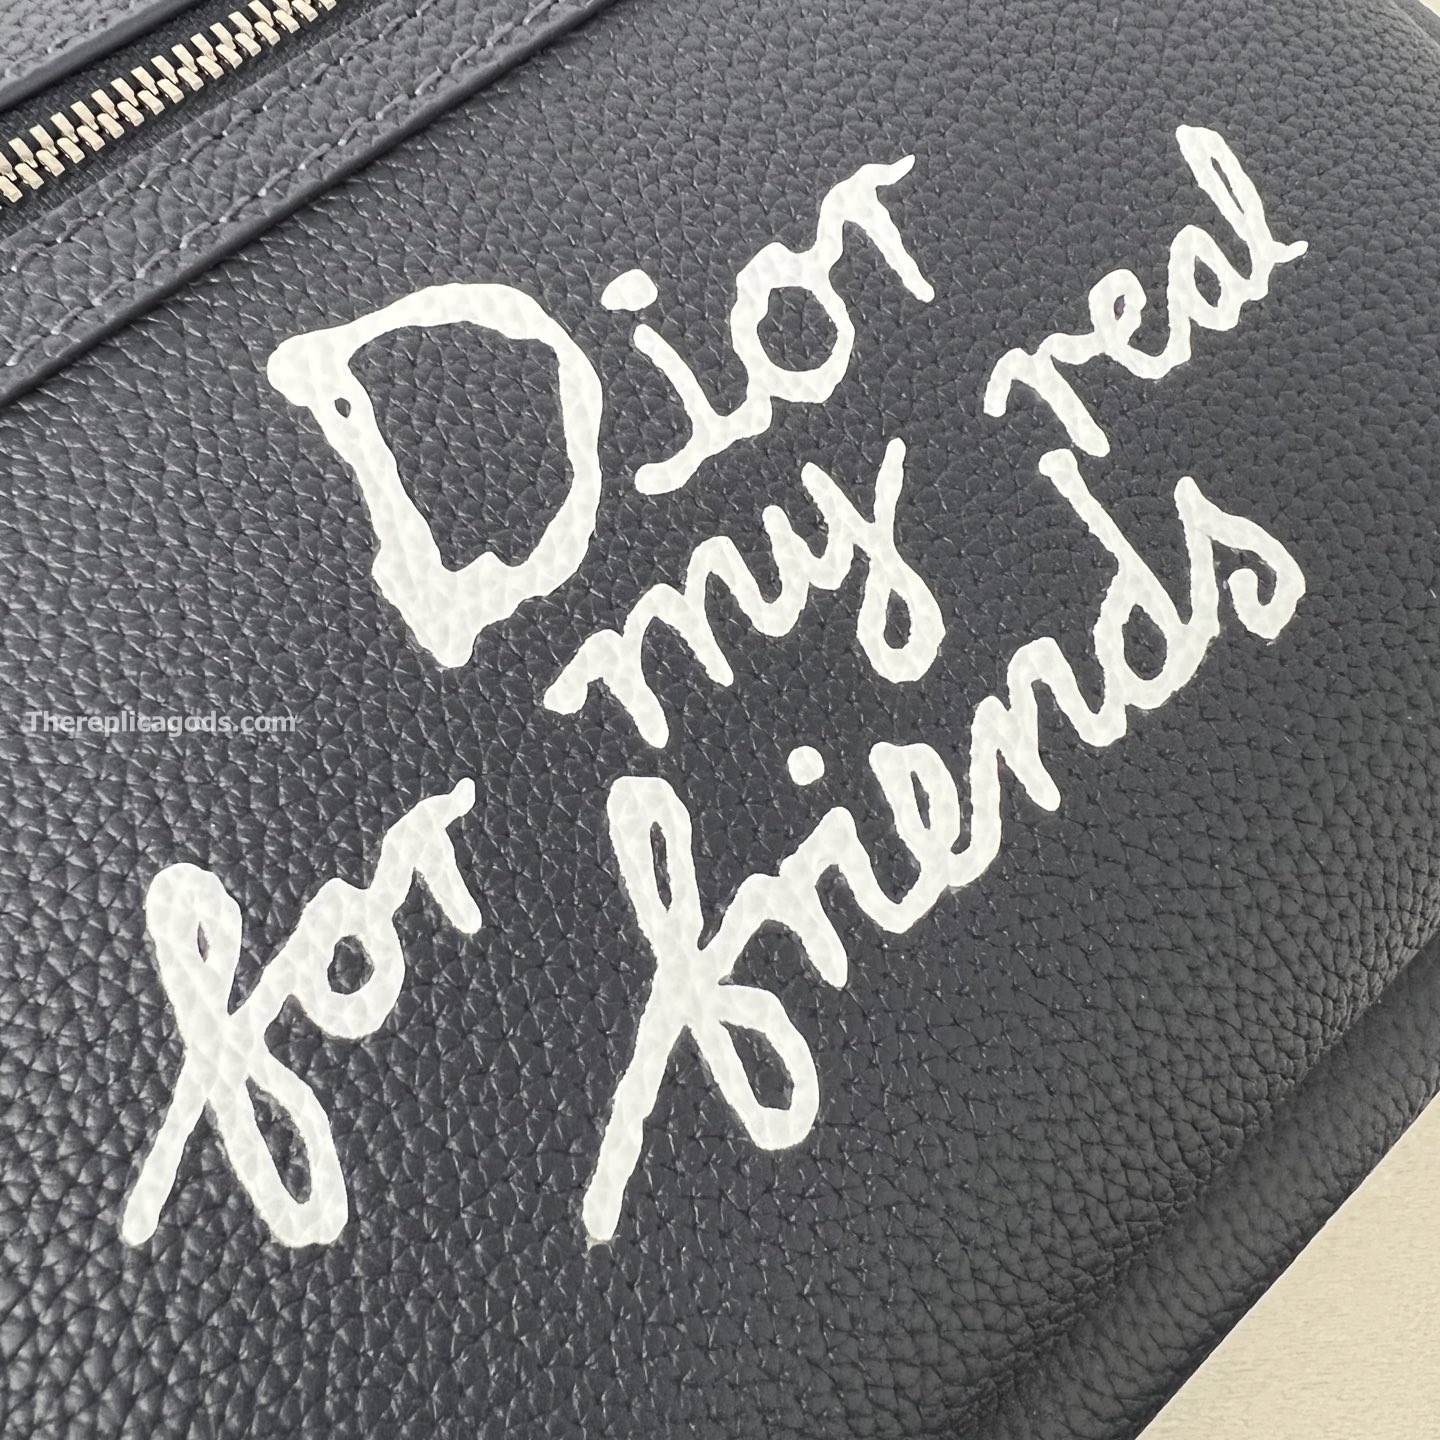 Dior
for my real
friends
Thereplicagods.com